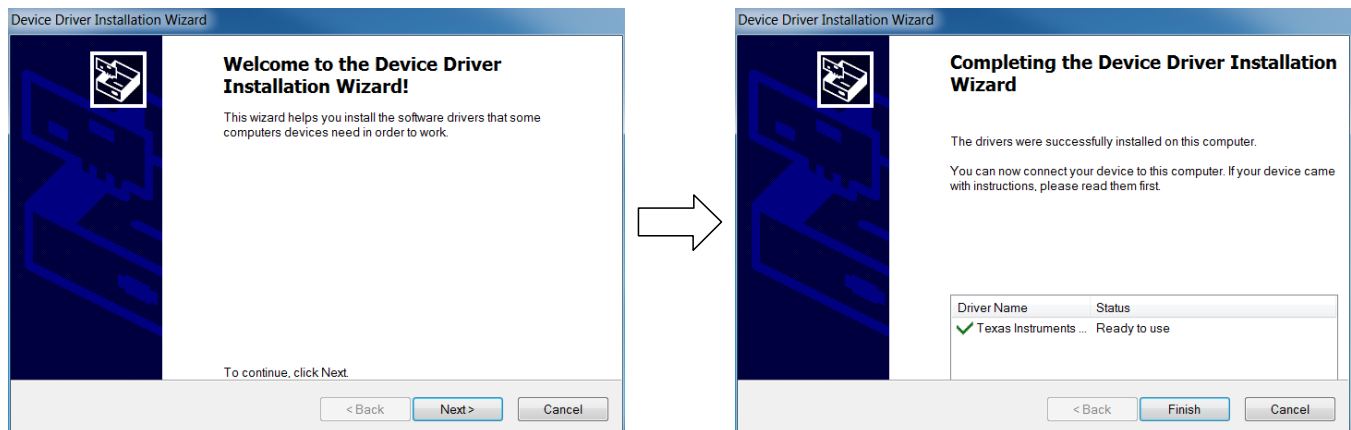 Device Driver Installation Wizard
Welcome to the Device Driver
Installation Wizard!
This wizard helps you install the software drivers that some
computers devices need in order to work.
To continue, click Next.
< Back
Next >
Cancel
Device Driver Installation Wizard
Completing the Device Driver Installation
Wizard
The drivers were successfully installed on this computer.
You can now connect your device to this computer. If your device came
with instructions, please read them first.
Driver Name Status
Texas Instruments ... Ready to use
< Back
Finish
Cancel